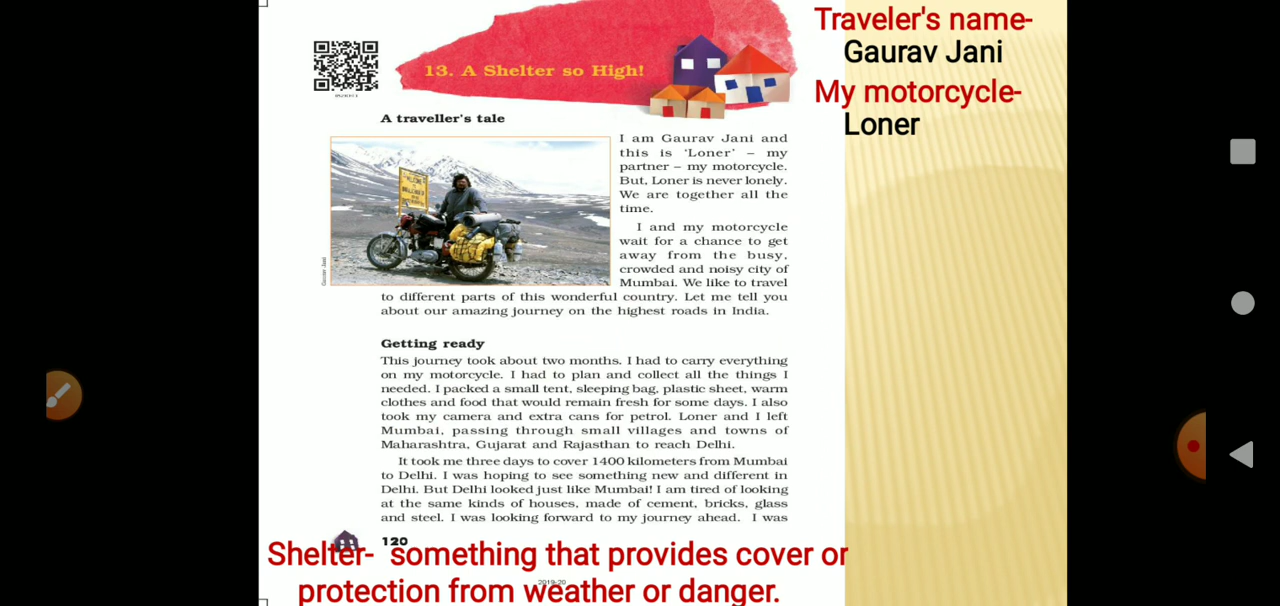 13. A Shelter so High!
A traveller's tale
I am Gaurav Jani and
this is 'Loner' – my
partner – my motorcycle.
But, Loner is never lonely.
We are together all the
time.
I and my motorcycle
wait for a chance to get
away from the busy,
crowded and noisy city of
Mumbai. We like to travel
to different parts of this wonderful country. Let me tell you
about our amazing journey on the highest roads in India.
Gaurav Jani
Getting ready
This journey took about two months. I had to carry everything
on my motorcycle. I had to plan and collect all the things I
needed. I packed a small tent, sleeping bag, plastic sheet, warm
clothes and food that would remain fresh for some days. I also
took my camera and extra cans for petrol. Loner and I left
Mumbai, passing through small villages and towns of
Maharashtra, Gujarat and Rajasthan to reach Delhi.
It took me three days to cover 1400 kilometers from Mumbai
to Delhi. I was hoping to see something new and different in
Delhi. But Delhi looked just like Mumbai! I am tired of looking
at the same kinds of houses, made of cement, bricks, glass
and steel. I was looking forward to my journey ahead. I was
120
2019-20
Traveler's name-
Gaurav Jani
My motorcycle-
Loner
Shelter- something that provides cover or
protection from weather or danger.